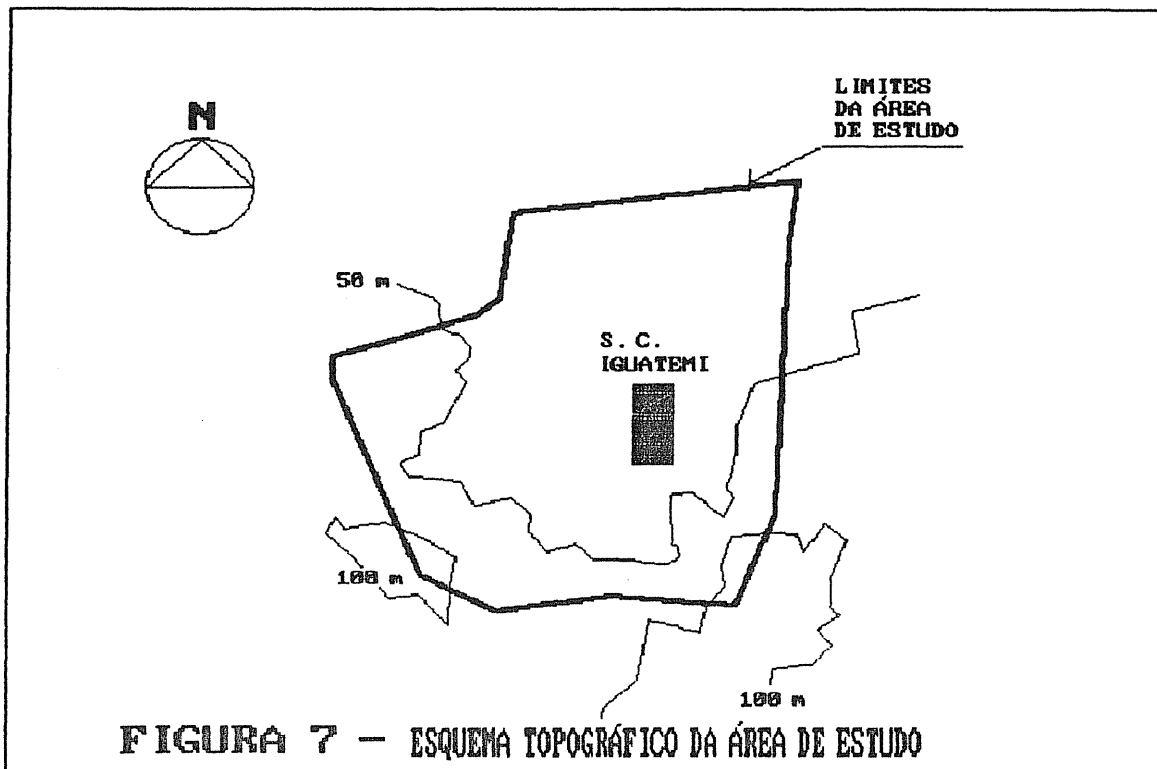 N
LIMITES
DA ÁREA
DE ESTUDO
50 m
S. C.
IGUATEMI
100 m
100 m
FIGURA 7 - ESQUEMA TOPOGRÁFICO DA ÁREA DE ESTUDO